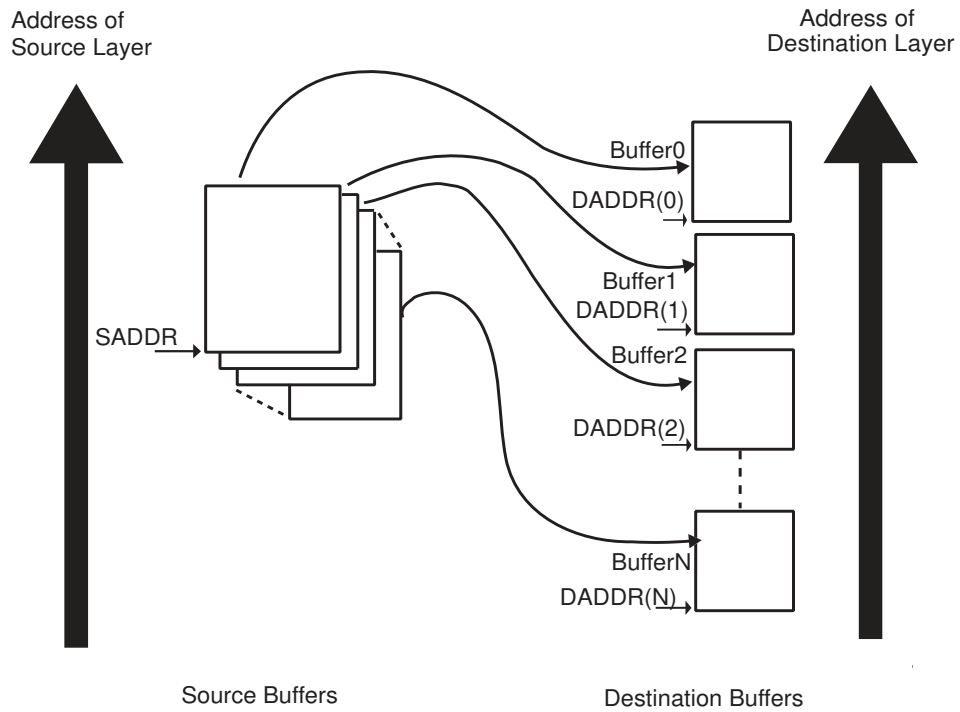 Address of
Source Layer
Address of
Destination Layer
Buffer0
DADDR(0)
Buffer1
DADDR(1)
SADDR
Buffer2
DADDR(2)
BufferN
DADDR(N)
Source Buffers
Destination Buffers